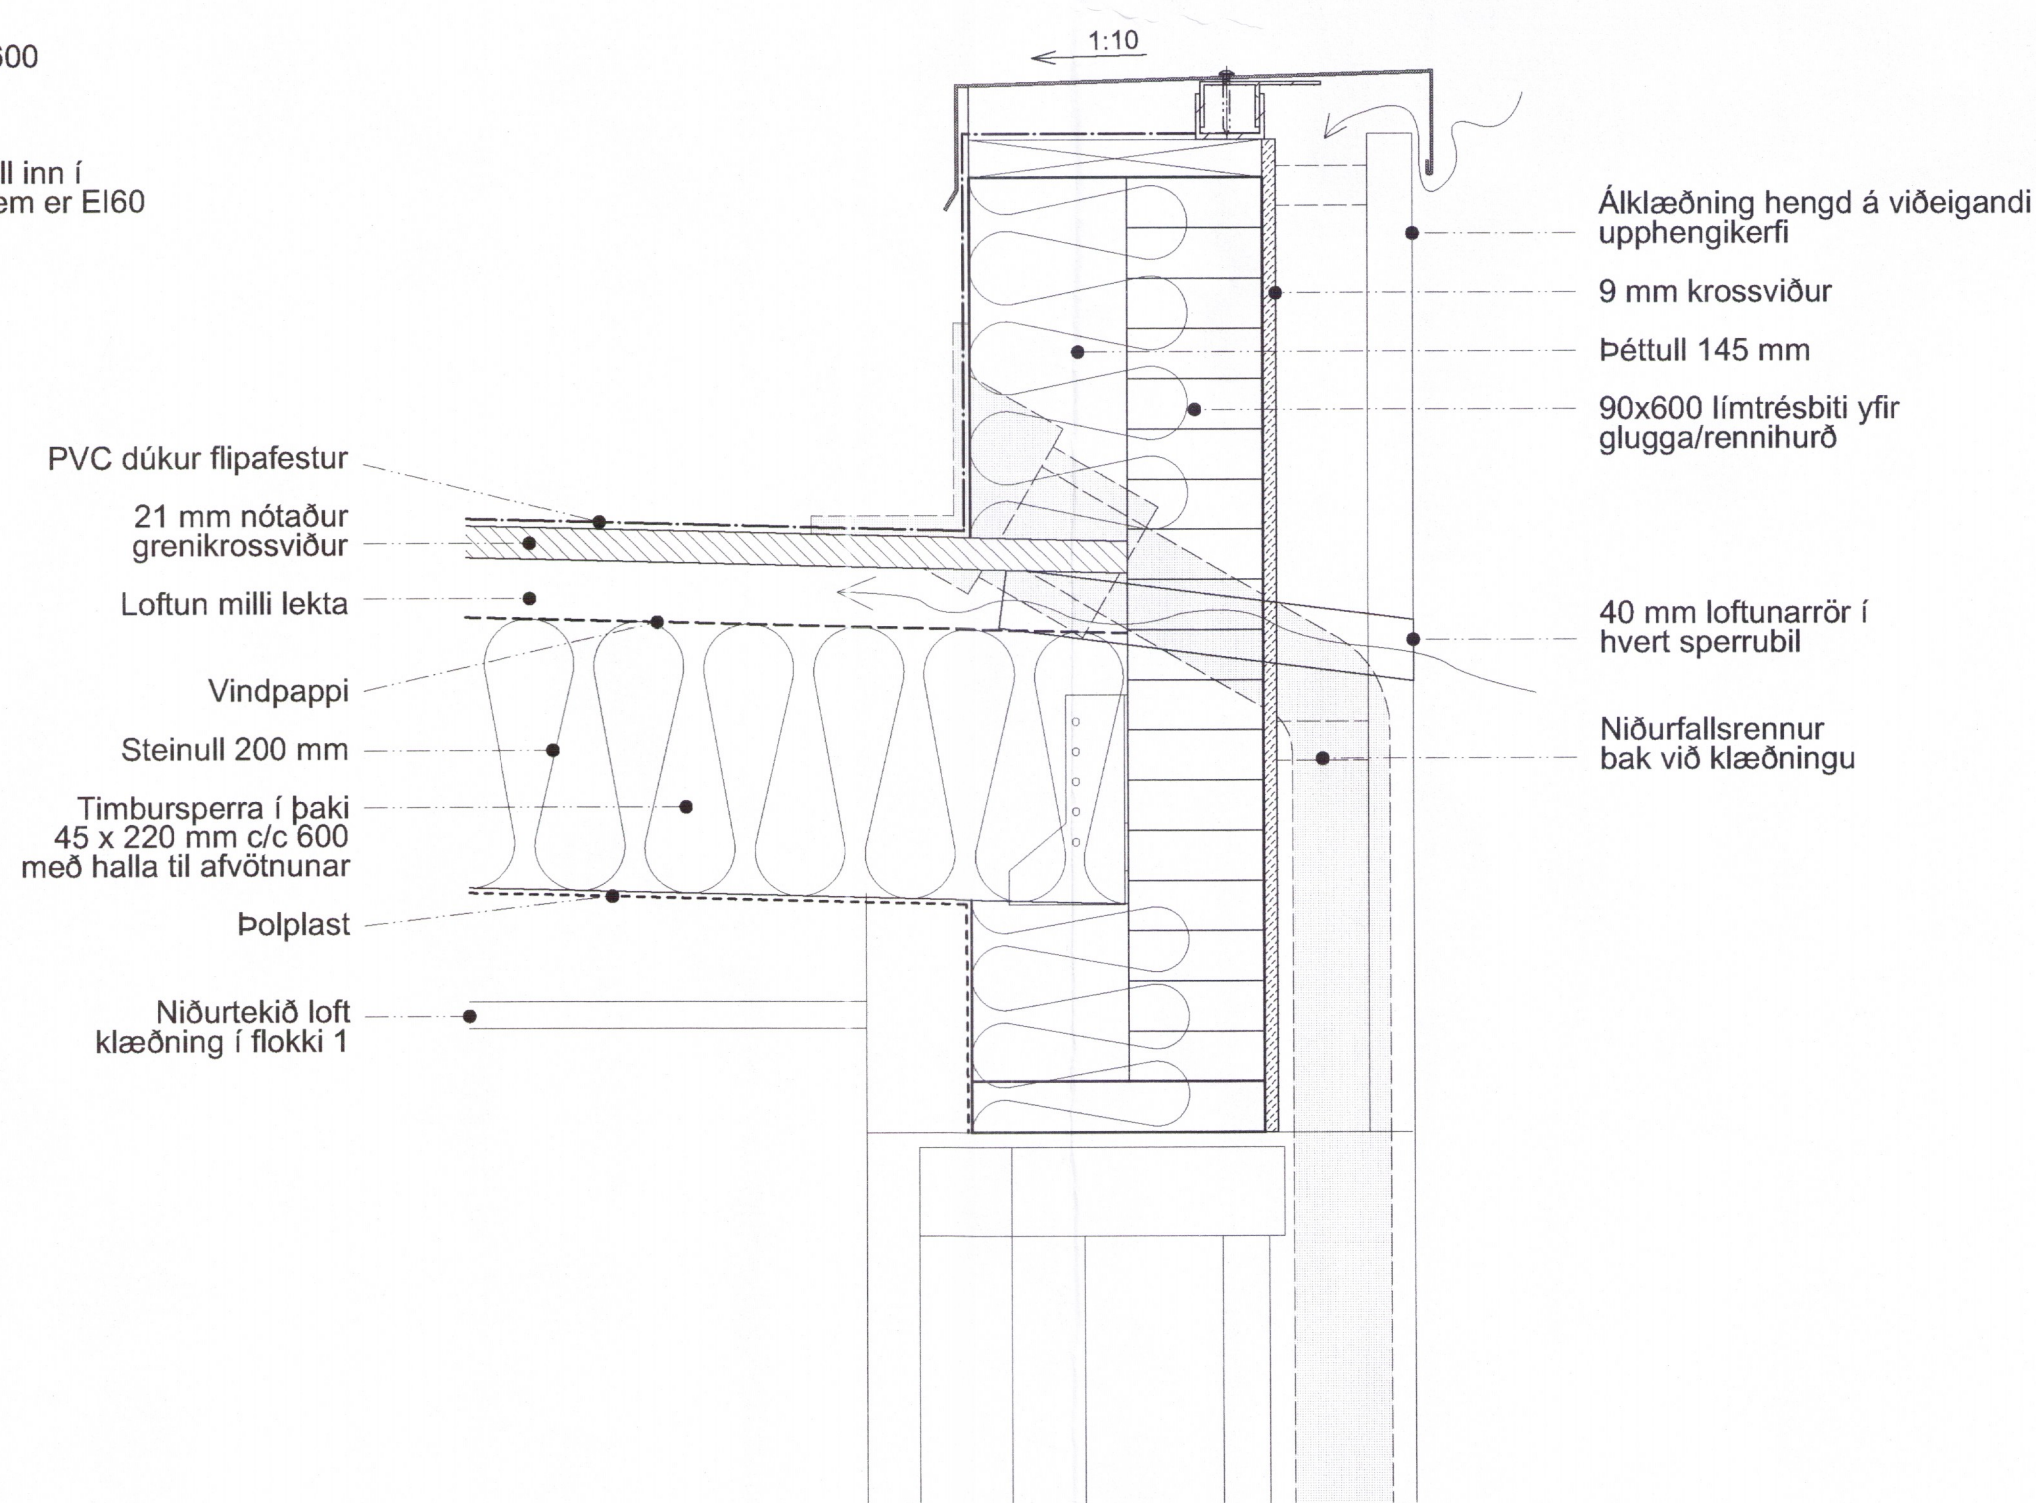 600
ll inn í
em er EI60
1:10
PVC dúkur flipafestur
21 mm nótaður
grenikrossviður
Loftun milli lekta
Vindpappi
Steinull 200 mm
Timbursperra í þaki
45 x 220 mm c/c 600
með halla til afvötnunar
Þolplast
Niðurtekið loft
klæðning í flokki 1
Álklæðning hengd á viðeigandi
upphengikerfi
9 mm krossviður
Þéttull 145 mm
90x600 límtrésbiti yfir
glugga/rennihurð
40 mm loftunarrör í
hvert sperrubil
Niðurfallsrennur
bak við klæðningu